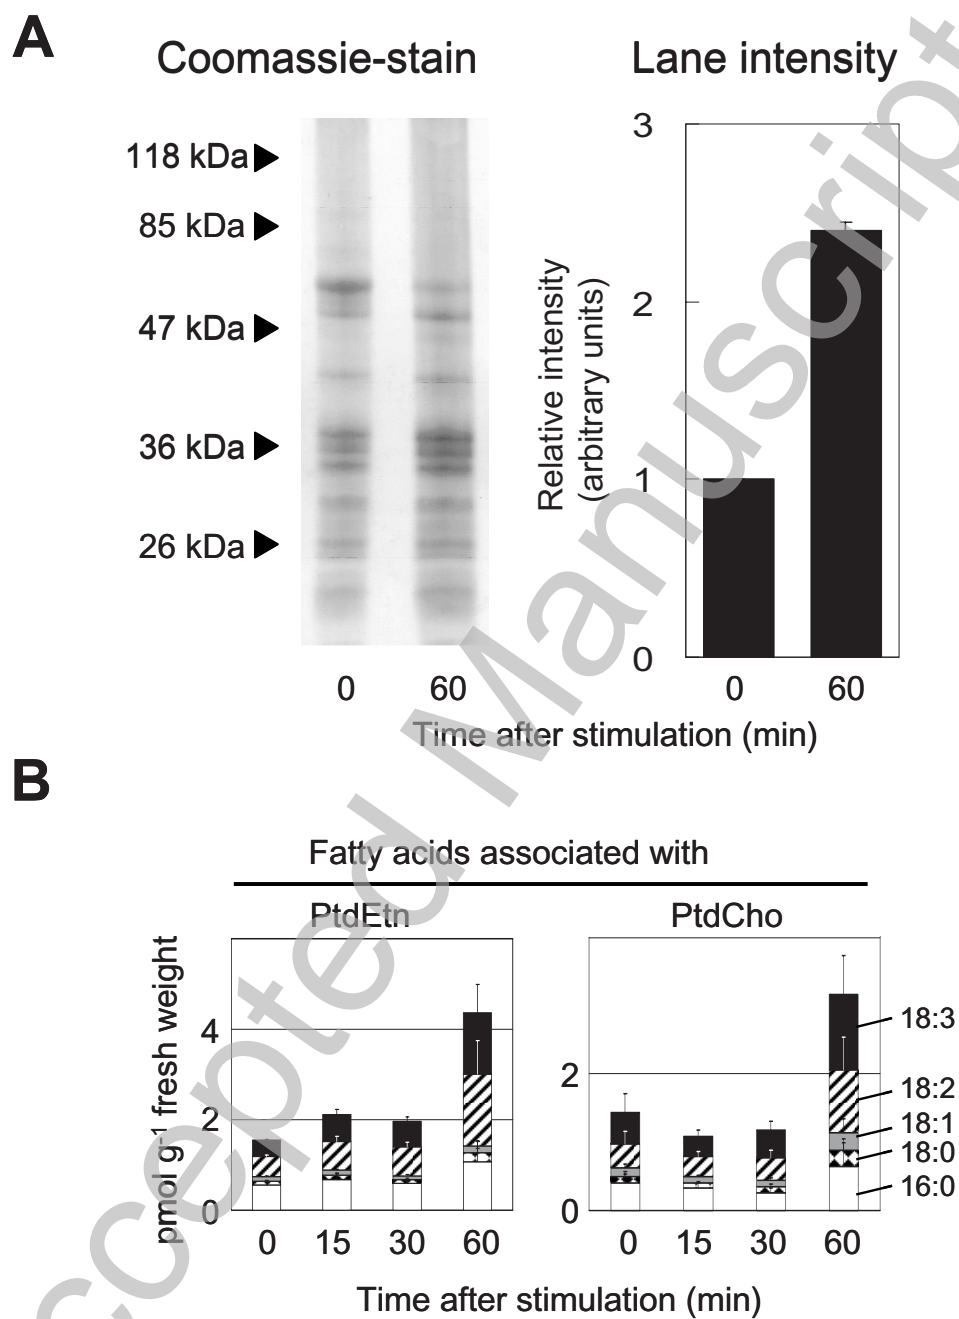 A
Coomassie-stain
Lane intensity
118 kDa
85 kDa
47 kDa
36 kDa
26 kDa
0 60
Relative intensity
(arbitrary units)
3
2
1
0
0 60
Time after stimulation (min)
B
Fatty acids associated with
PtdEtn PtdCho
pmol g-1 fresh weight
4
2
0
0 15 30 60
2
0
0 15 30 60
18:3
18:2
18:1
18:0
16:0
Time after stimulation (min)
cepted Manuscript